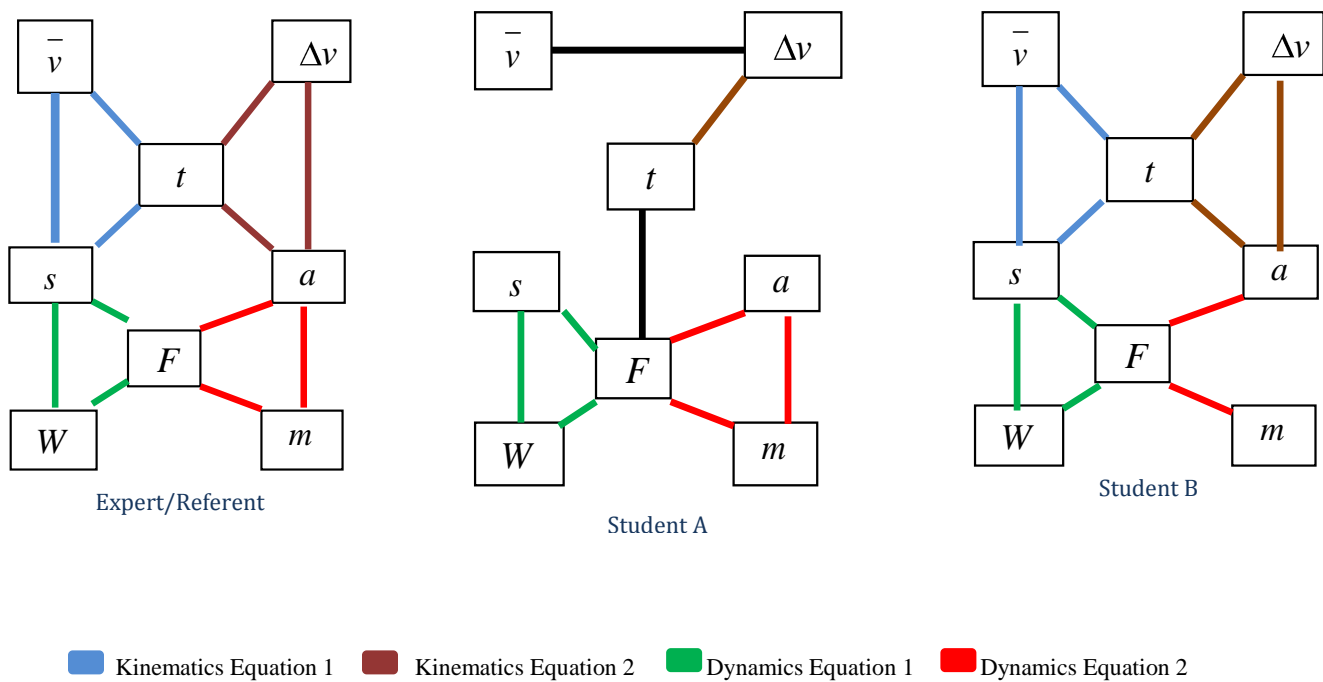 v̅ Δv
t
s a
F
W m
Expert/Referent
v̅ Δv
t
s a
F
W m
Student A
v̅ Δv
t
s a
F
W m
Student B
Kinematics Equation 1 Kinematics Equation 2 Dynamics Equation 1 Dynamics Equation 2